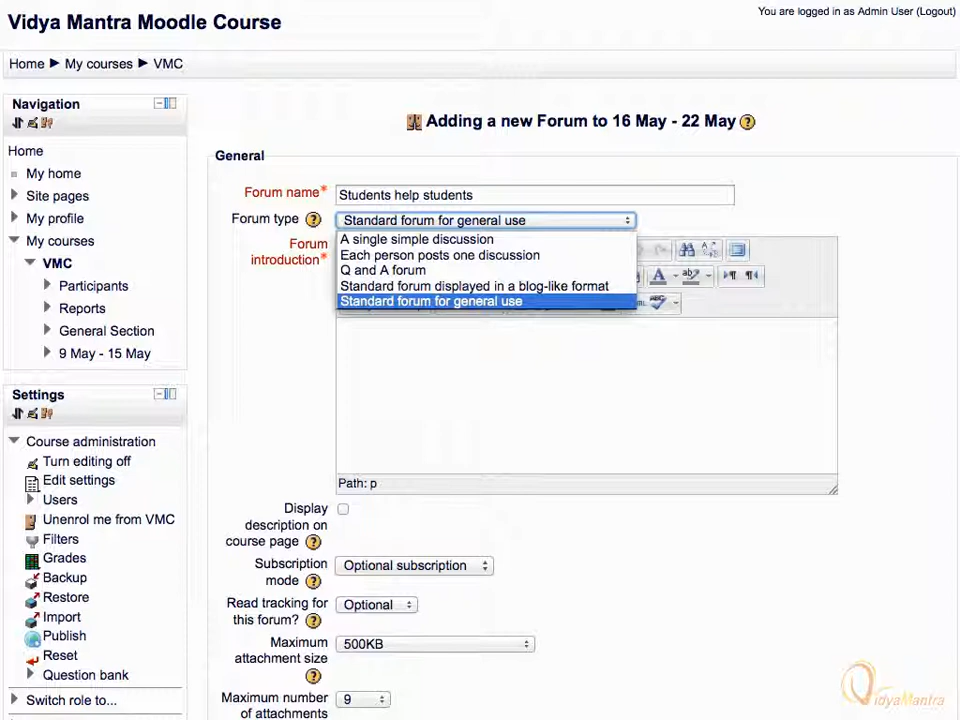 Vidya Mantra Moodle Course
You are logged in as Admin User (Logout)
Home ► My courses ► VMC
Navigation
Home
My home
Site pages
My profile
My courses
VMC
Participants
Reports
General Section
9 May - 15 May
Settings
Course administration
Turn editing off
Edit settings
Users
Unenrol me from VMC
Filters
Grades
Backup
Restore
Import
Publish
Reset
Question bank
Switch role to...
Adding a new Forum to 16 May - 22 May
General
Forum name* Students help students
Forum type Standard forum for general use
A single simple discussion
Each person posts one discussion
Q and A forum
Standard forum displayed in a blog-like format
Standard forum for general use
Forum
introduction*
Path: p
Display
description on
course page
Subscription Optional subscription
mode
Read tracking for Optional
this forum?
Maximum 500KB
attachment size
Maximum number 9
of attachments
VidyaMantra